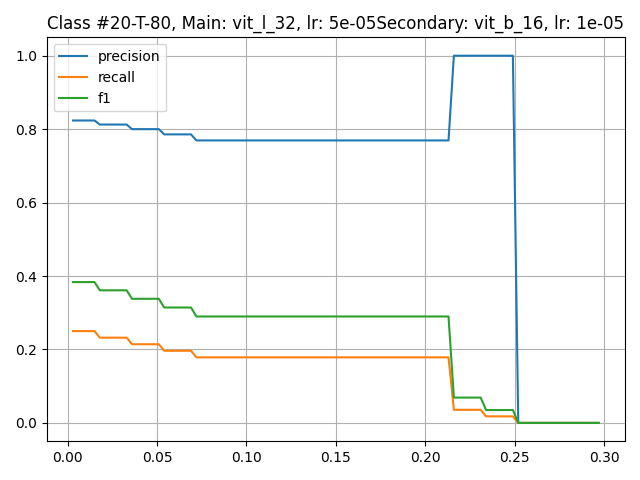 Class #20-T-80, Main: vit_l_32, lr: 5e-05Secondary: vit_b_16, lr: 1e-05
precision
recall
f1
1.0
0.8
0.6
0.4
0.2
0.0
0.00 0.05 0.10 0.15 0.20 0.25 0.30